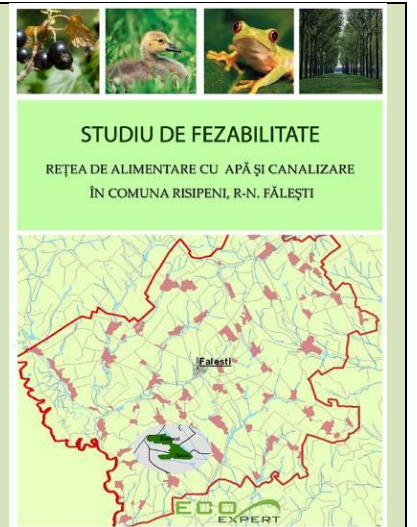 STUDIU DE FEZABILITATE
REȚEA DE ALIMENTARE CU APĂ ȘI CANALIZARE
ÎN COMUNA RISIPENI, R-N. FĂLEȘTI
Falesti
ECO
EXPERT